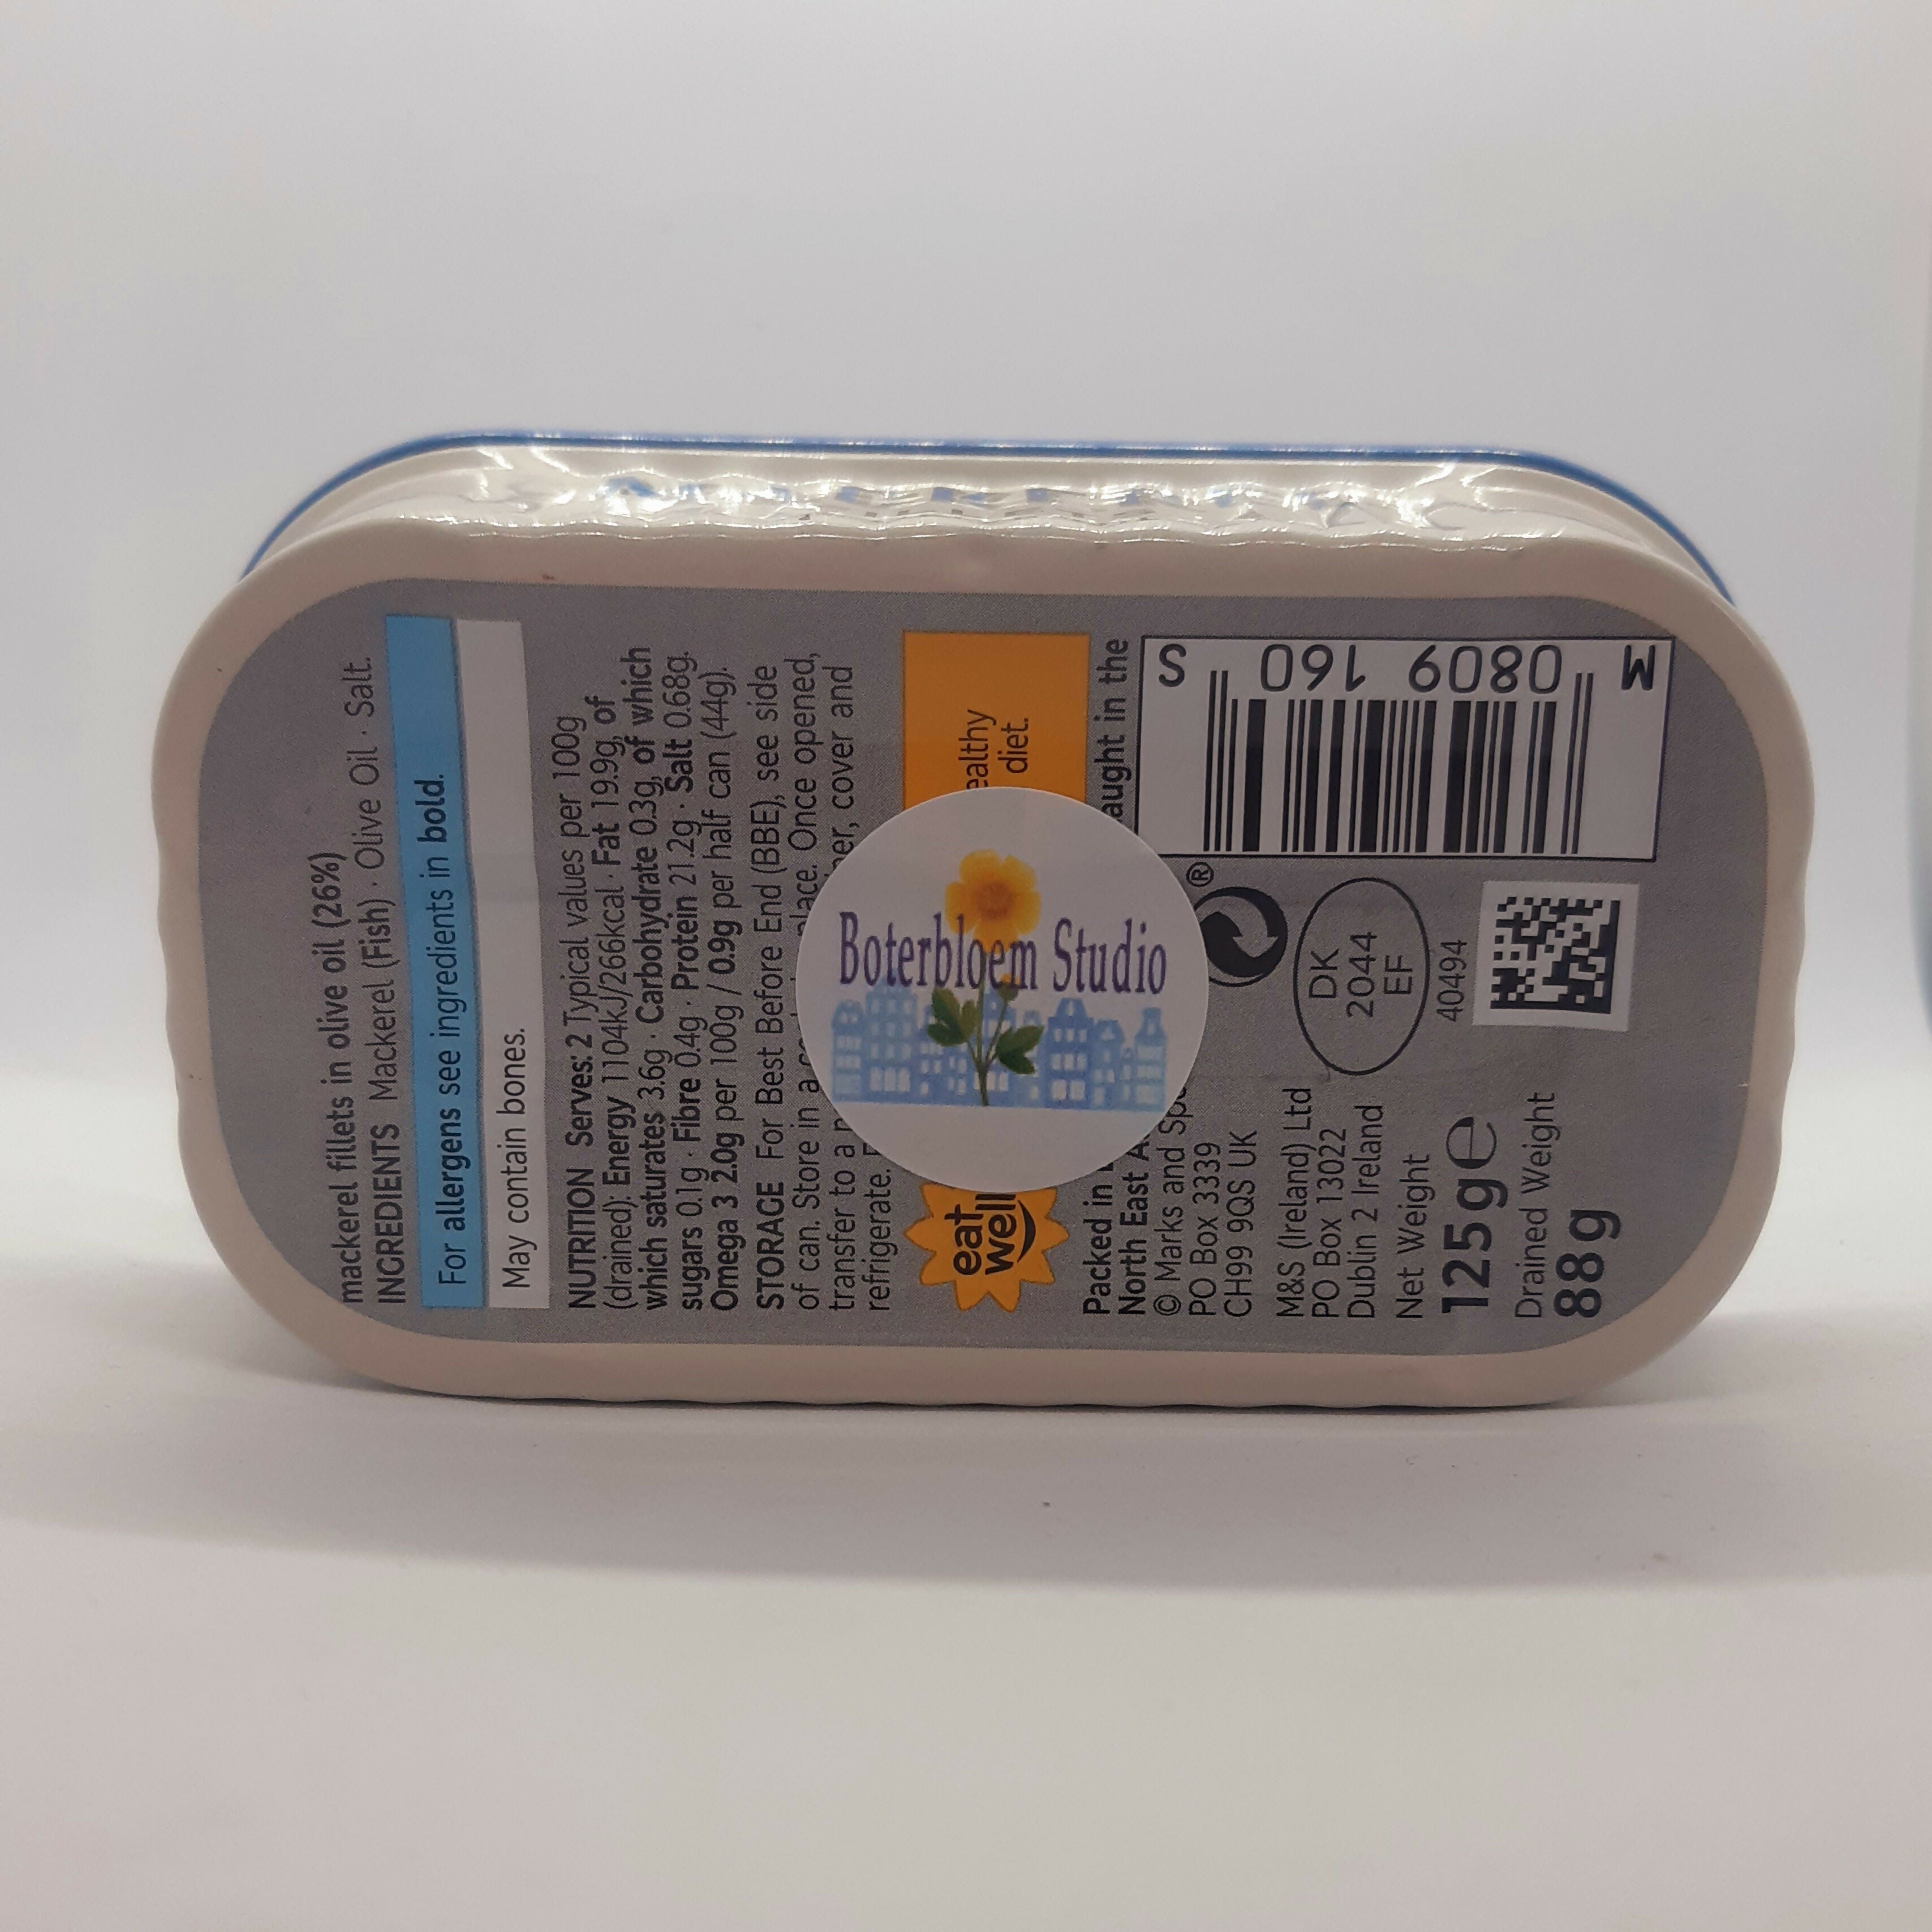 mackerel fillets in olive oil (26%)
INGREDIENTS Mackerel (Fish) · Olive Oil · Salt.
For allergens see ingredients in bold.
May contain bones.
NUTRITION Serves: 2 Typical values per 100g
(drained): Energy 1104kJ/266kcal · Fat 19.9g, of
which saturates 3.6g · Carbohydrate 0.3g, of which
sugars 0.1g · Fibre 0.4g · Protein 21.2g · Salt 0.68g.
Omega 3 2.0g per 100g / 0.9g per half can (44g).
STORAGE For Best Before End (BBE), see side
of can. Store in a Once opened,
transfer to a cover and
refrigerate.
eat
well
diet.
Packed in the
North East
© Marks and
PO Box 3339
CH99 9QS UK
M&S (Ireland) Ltd
PO Box 13022
Dublin 2 Ireland
Net Weight
125g e
Drained Weight
88g
®
DK
2044
EF
40494
M 0809 160 S
Boterbloem Studio